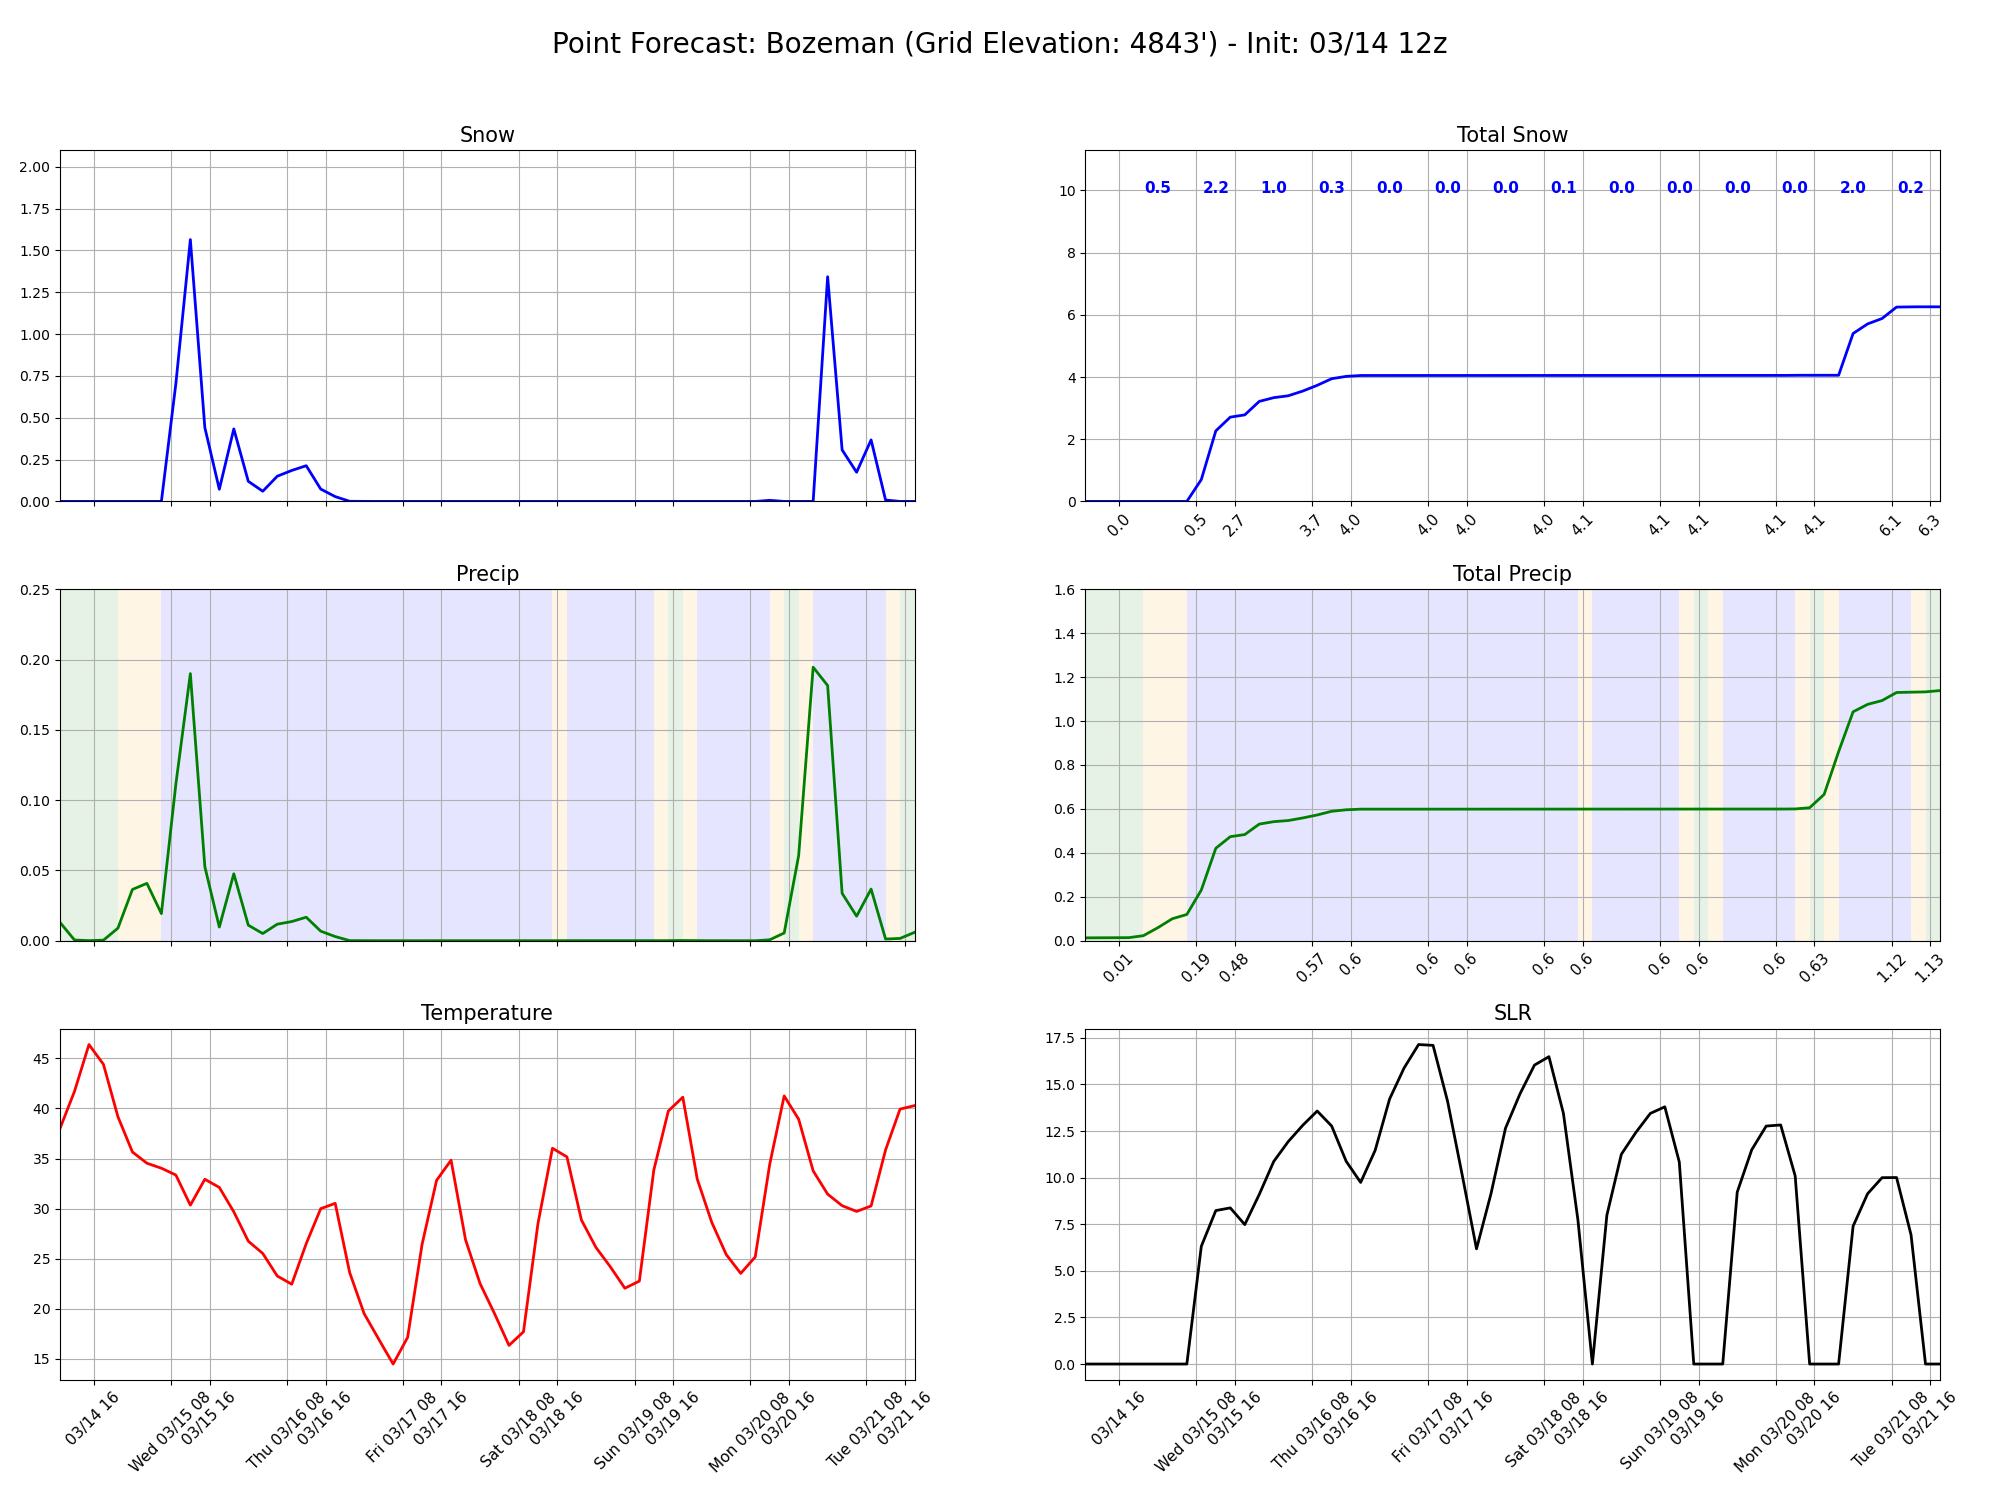 Point Forecast: Bozeman (Grid Elevation: 4843') - Init: 03/14 12z
Snow
2.00
1.75
1.50
1.25
1.00
0.75
0.50
0.25
0.00
Total Snow
0.5 2.2 1.0 0.3 0.0 0.0 0.0 0.1 0.0 0.0 0.0 0.0 2.0 0.2
10
8
6
4
2
0
0.0 0.5 2.7 3.7 4.0 4.0 4.0 4.0 4.1 4.1 4.1 4.1 4.1 6.1 6.3
Precip
0.25
0.20
0.15
0.10
0.05
0.00
Total Precip
1.6
1.4
1.2
1.0
0.8
0.6
0.4
0.2
0.0
0.01 0.19 0.48 0.57 0.6 0.6 0.6 0.6 0.6 0.6 0.6 0.6 0.63 1.12 1.13
Temperature
45
40
35
30
25
20
15
03/14 16
Wed 03/15 08
03/15 16
Thu 03/16 08
03/16 16
Fri 03/17 08
03/17 16
Sat 03/18 08
03/18 16
Sun 03/19 08
03/19 16
Mon 03/20 08
03/20 16
Tue 03/21 08
03/21 16
SLR
17.5
15.0
12.5
10.0
7.5
5.0
2.5
0.0
03/14 16
Wed 03/15 08
03/15 16
Thu 03/16 08
03/16 16
Fri 03/17 08
03/17 16
Sat 03/18 08
03/18 16
Sun 03/19 08
03/19 16
Mon 03/20 08
03/20 16
Tue 03/21 08
03/21 16